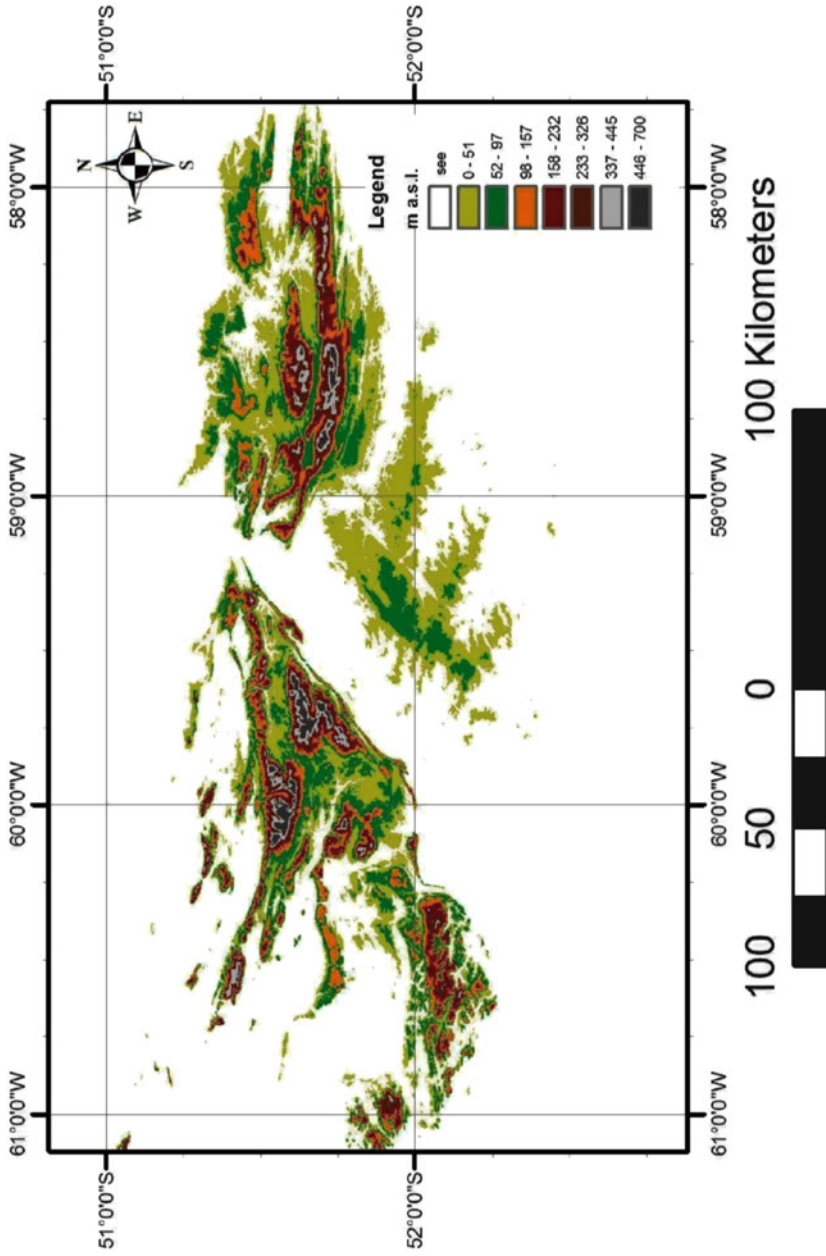 61°0'0"W 60°0'0"W 59°0'0"W 58°0'0"W
51°0'0"S 51°0'0"S
N
W E
S
Legend
m a.s.l.
see
0 - 51
52 - 97
98 - 157
158 - 232
233 - 326
337 - 445
446 - 700
52°0'0"S 52°0'0"S
61°0'0"W 60°0'0"W 59°0'0"W 58°0'0"W
100 50 0 100 Kilometers